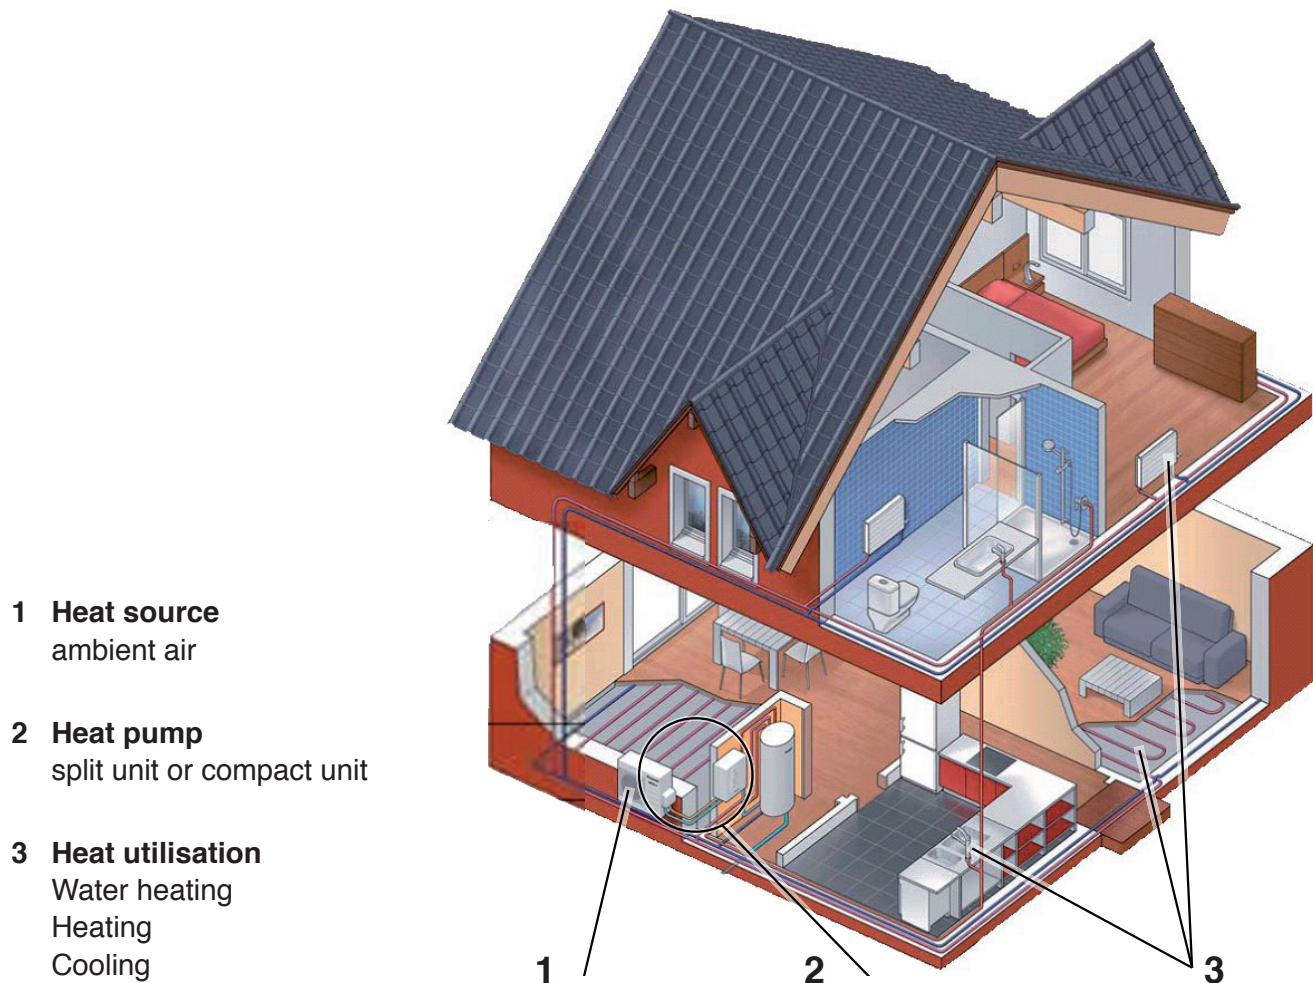 1 Heat source
ambient air
2 Heat pump
split unit or compact unit
3 Heat utilisation
Water heating
Heating
Cooling
1 2 3